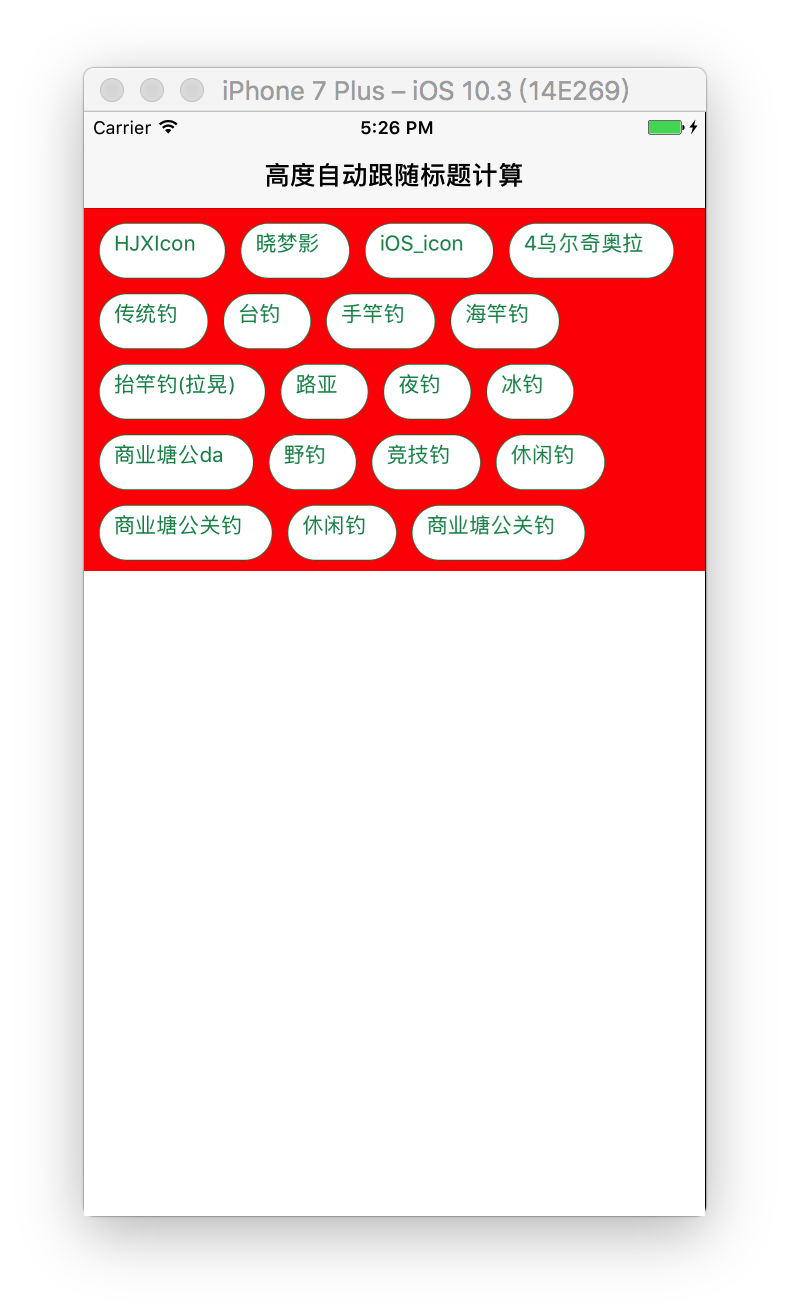 iPhone 7 Plus – iOS 10.3 (14E269)
Carrier 5:26 PM
高度自动跟随标题计算
HJXIcon 晓梦影 iOS_icon 4乌尔奇奥拉
传统钓 台钓 手竿钓 海竿钓
抬竿钓(拉晃) 路亚 夜钓 冰钓
商业塘公da 野钓 竞技钓 休闲钓
商业塘公关钓 休闲钓 商业塘公关钓